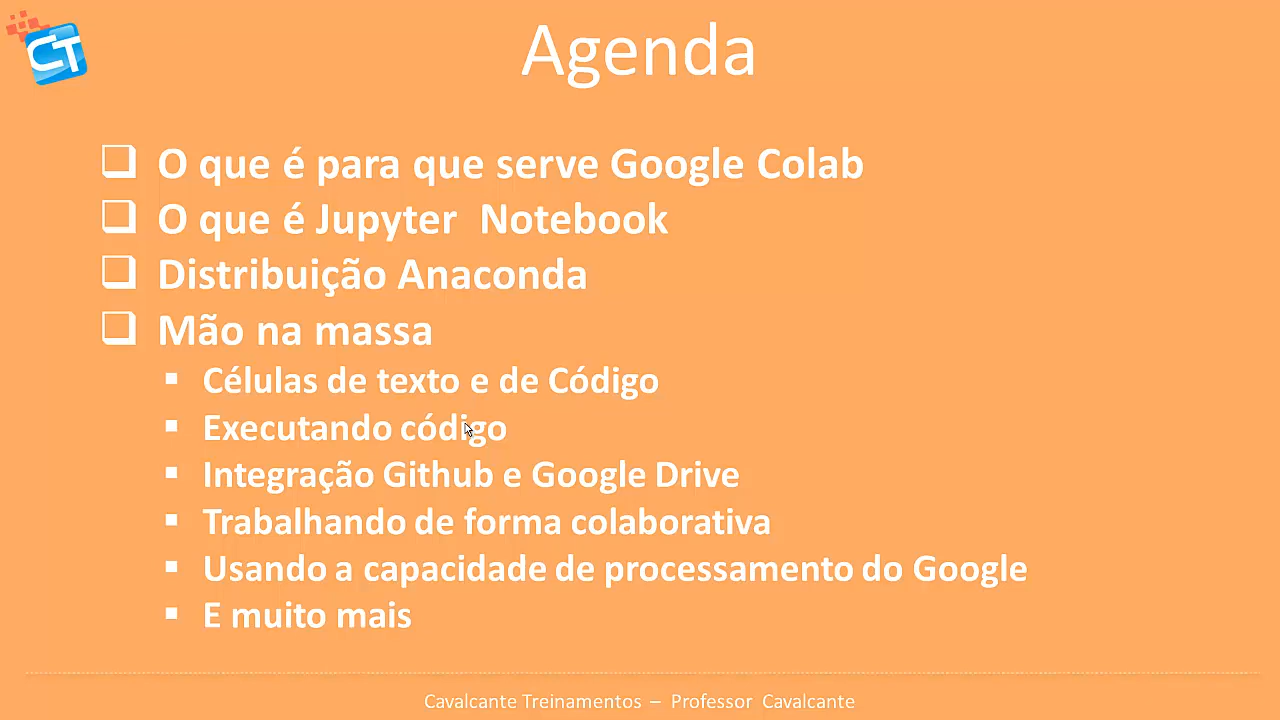 CT
Agenda
O que é para que serve Google Colab
O que é Jupyter Notebook
Distribuição Anaconda
Mão na massa
Células de texto e de Código
Executando código
Integração Github e Google Drive
Trabalhando de forma colaborativa
Usando a capacidade de processamento do Google
E muito mais
Cavalcante Treinamentos – Professor Cavalcante